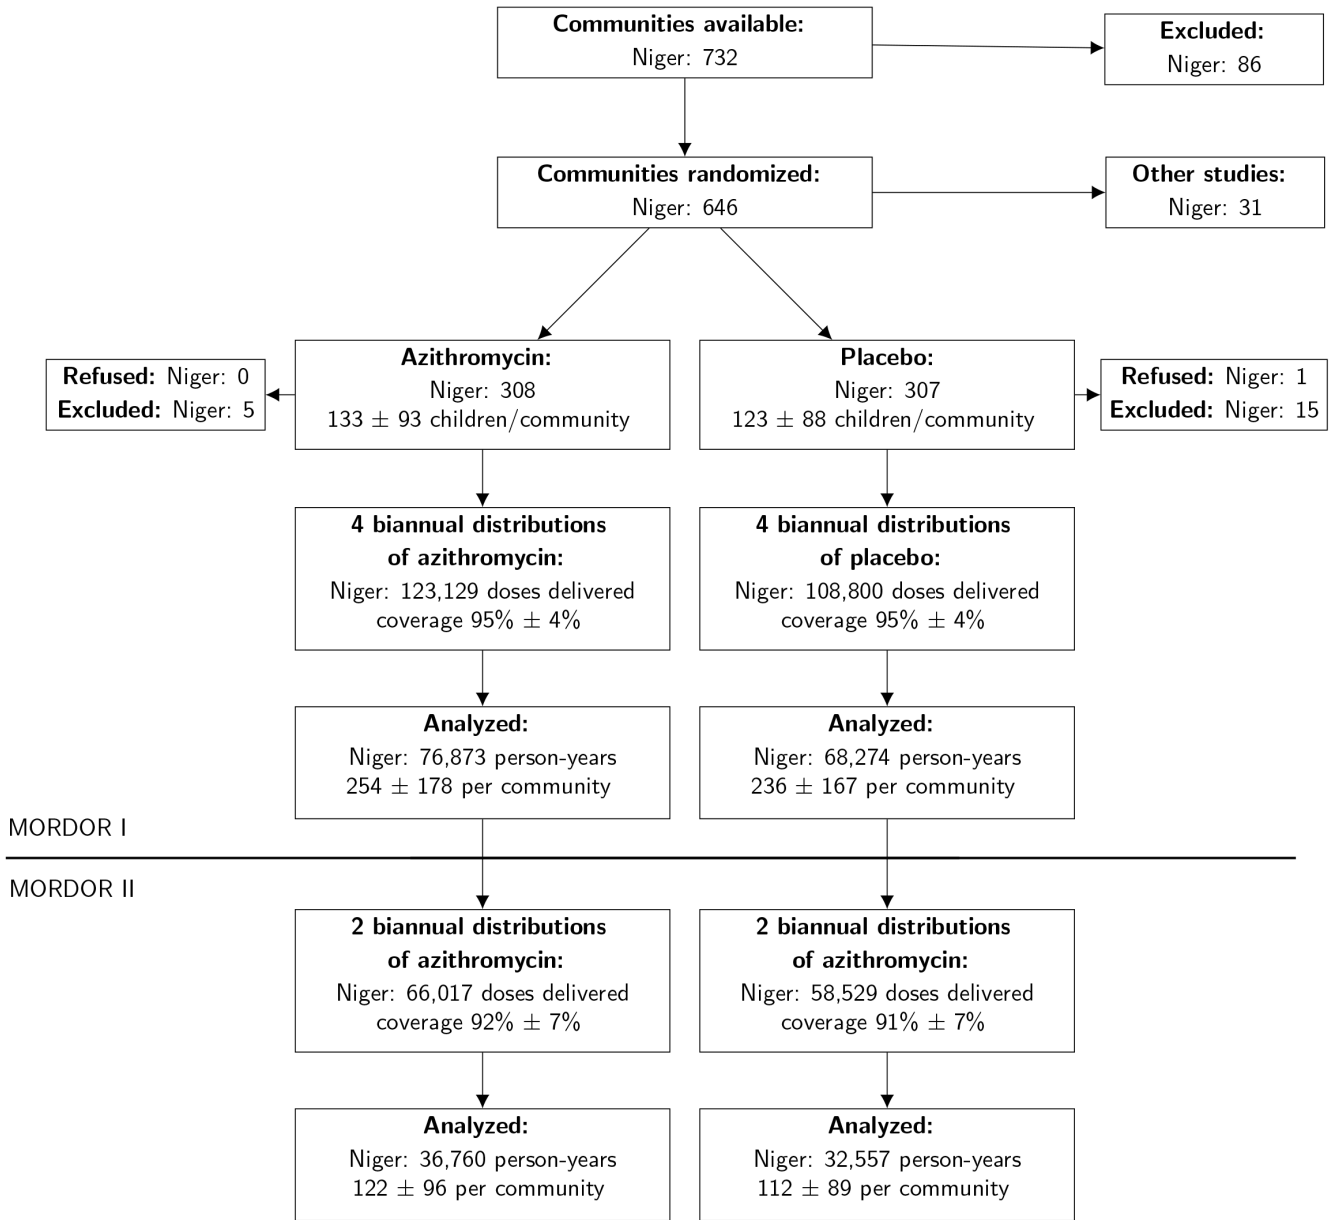 Communities available:
Niger: 732
Excluded:
Niger: 86
Communities randomized:
Niger: 646
Other studies:
Niger: 31
Refused: Niger: 0
Excluded: Niger: 5
Azithromycin:
Niger: 308
133 ± 93 children/community
Placebo:
Niger: 307
123 ± 88 children/community
Refused: Niger: 1
Excluded: Niger: 15
4 biannual distributions
of azithromycin:
Niger: 123,129 doses delivered
coverage 95% ± 4%
4 biannual distributions
of placebo:
Niger: 108,800 doses delivered
coverage 95% ± 4%
Analyzed:
Niger: 76,873 person-years
254 ± 178 per community
Analyzed:
Niger: 68,274 person-years
236 ± 167 per community
MORDOR I
MORDOR II
2 biannual distributions
of azithromycin:
Niger: 66,017 doses delivered
coverage 92% ± 7%
2 biannual distributions
of azithromycin:
Niger: 58,529 doses delivered
coverage 91% ± 7%
Analyzed:
Niger: 36,760 person-years
122 ± 96 per community
Analyzed:
Niger: 32,557 person-years
112 ± 89 per community